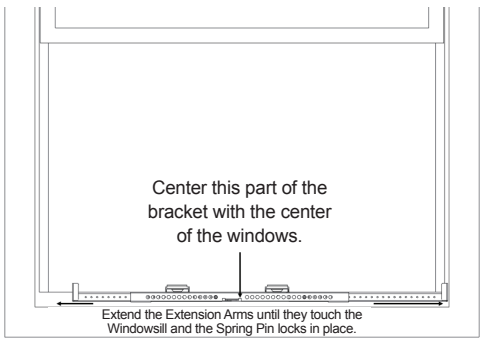 Center this part of the
bracket with the center
of the windows.
Extend the Extension Arms until they touch the
Windowsill and the Spring Pin locks in place.